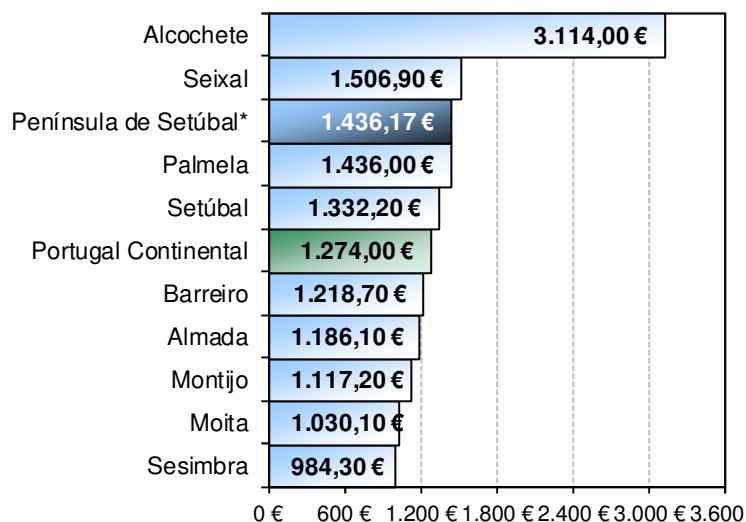 Alcochete 3.114,00 €
Seixal 1.506,90 €
Península de Setúbal* 1.436,17 €
Palmela 1.436,00 €
Setúbal 1.332,20 €
Portugal Continental 1.274,00 €
Barreiro 1.218,70 €
Almada 1.186,10 €
Montijo 1.117,20 €
Moita 1.030,10 €
Sesimbra 984,30 €
0 € 600 € 1.200 € 1.800 € 2.400 € 3.000 € 3.600